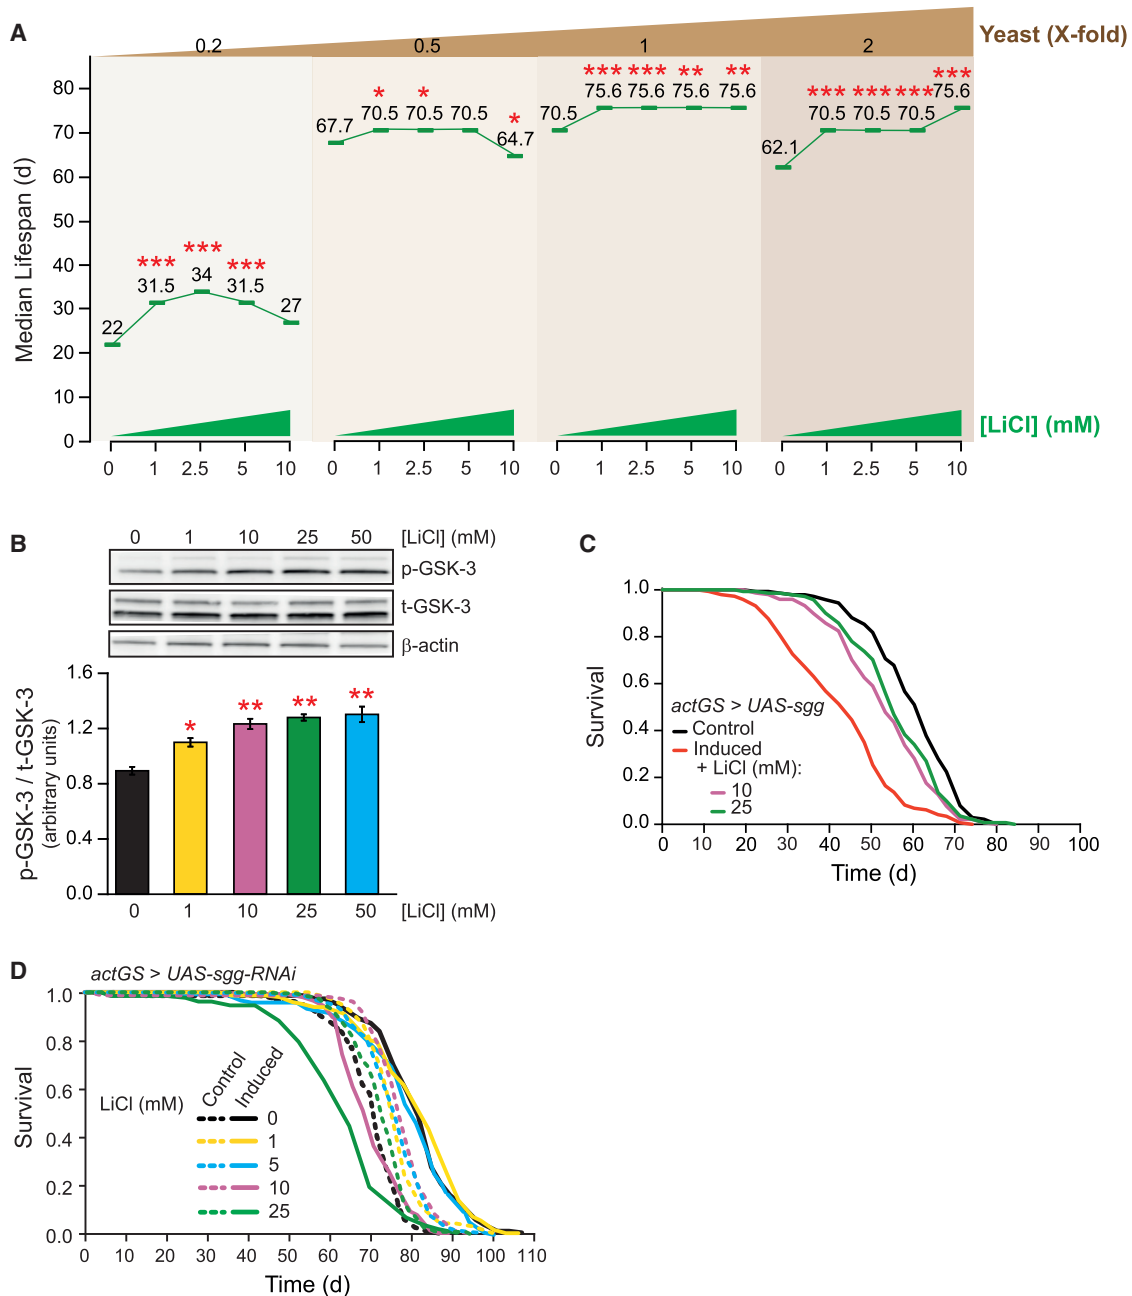 A
Yeast (X-fold)
0.2 0.5 1 2
Median Lifespan (d)
80
70
60
50
40
30
20
10
0
22 31.5 34 31.5 27
*** *** ***
67.7 70.5 70.5 70.5 64.7
* * *
70.5 75.6 75.6 75.6 75.6
*** *** ** **
62.1 70.5 70.5 70.5 75.6
*** *** *** ***
[LiCl] (mM)
0 1 2.5 5 10 0 1 2.5 5 10 0 1 2.5 5 10 0 1 2.5 5 10
B
0 1 10 25 50 [LiCl] (mM)
p-GSK-3
t-GSK-3
β-actin
p-GSK-3 / t-GSK-3
(arbitrary units)
1.6
1.2
0.8
0.4
0.0
* ** ** **
0 1 10 25 50 [LiCl] (mM)
C
Survival
1.0
0.8
0.6
0.4
0.2
0.0
actGS > UAS-sgg
Control
Induced
+ LiCl (mM):
10
25
0 10 20 30 40 50 60 70 80 90 100
Time (d)
D
actGS > UAS-sgg-RNAi
Survival
1.0
0.8
0.6
0.4
0.2
0.0
Control Induced
LiCl (mM)
0
1
5
10
25
0 10 20 30 40 50 60 70 80 90 100 110
Time (d)